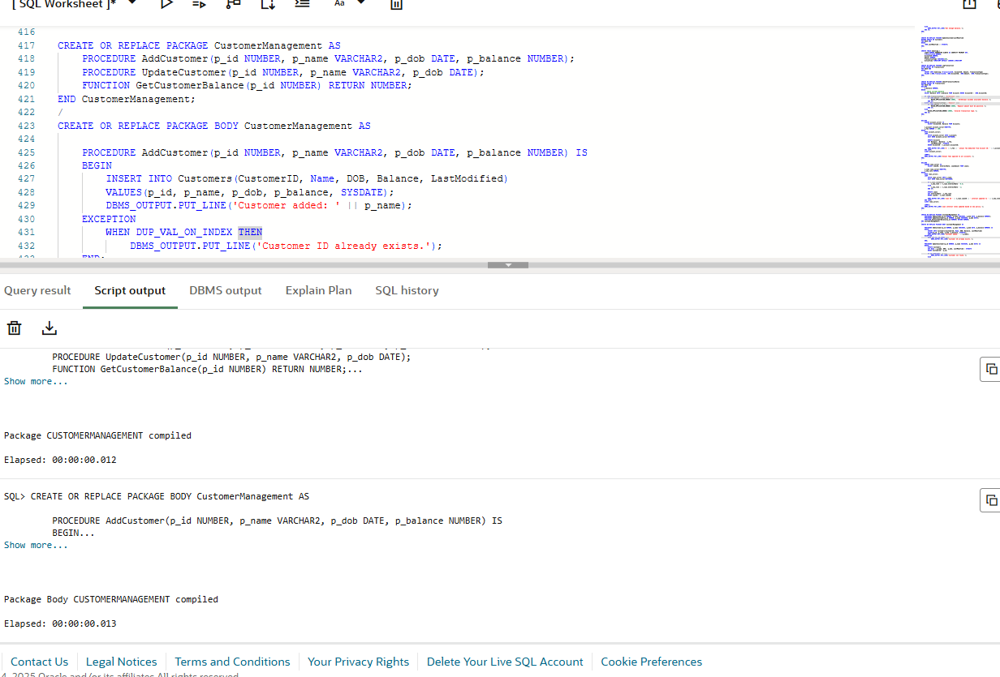 [ SQL Worksheet ]*
Aa
416
417 CREATE OR REPLACE PACKAGE CustomerManagement AS
418 PROCEDURE AddCustomer(p_id NUMBER, p_name VARCHAR2, p_dob DATE, p_balance NUMBER);
419 PROCEDURE UpdateCustomer(p_id NUMBER, p_name VARCHAR2, p_dob DATE);
420 FUNCTION GetCustomerBalance(p_id NUMBER) RETURN NUMBER;
421 END CustomerManagement;
422 /
423 CREATE OR REPLACE PACKAGE BODY CustomerManagement AS
424
425 PROCEDURE AddCustomer(p_id NUMBER, p_name VARCHAR2, p_dob DATE, p_balance NUMBER) IS
426 BEGIN
427 INSERT INTO Customers(CustomerID, Name, DOB, Balance, LastModified)
428 VALUES(p_id, p_name, p_dob, p_balance, SYSDATE);
429 DBMS_OUTPUT.PUT_LINE('Customer added: ' || p_name);
430 EXCEPTION
431 WHEN DUP_VAL_ON_INDEX THEN
432 DBMS_OUTPUT.PUT_LINE('Customer ID already exists.');
433 END;
Query result Script output DBMS output Explain Plan SQL history
PROCEDURE UpdateCustomer(p_id NUMBER, p_name VARCHAR2, p_dob DATE);
FUNCTION GetCustomerBalance(p_id NUMBER) RETURN NUMBER;...
Show more...
Package CUSTOMERMANAGEMENT compiled
Elapsed: 00:00:00.012
SQL> CREATE OR REPLACE PACKAGE BODY CustomerManagement AS
PROCEDURE AddCustomer(p_id NUMBER, p_name VARCHAR2, p_dob DATE, p_balance NUMBER) IS
BEGIN...
Show more...
Package Body CUSTOMERMANAGEMENT compiled
Elapsed: 00:00:00.013
Contact Us Legal Notices Terms and Conditions Your Privacy Rights Delete Your Live SQL Account Cookie Preferences
4, 2025 Oracle and/or its affiliates All rights reserved